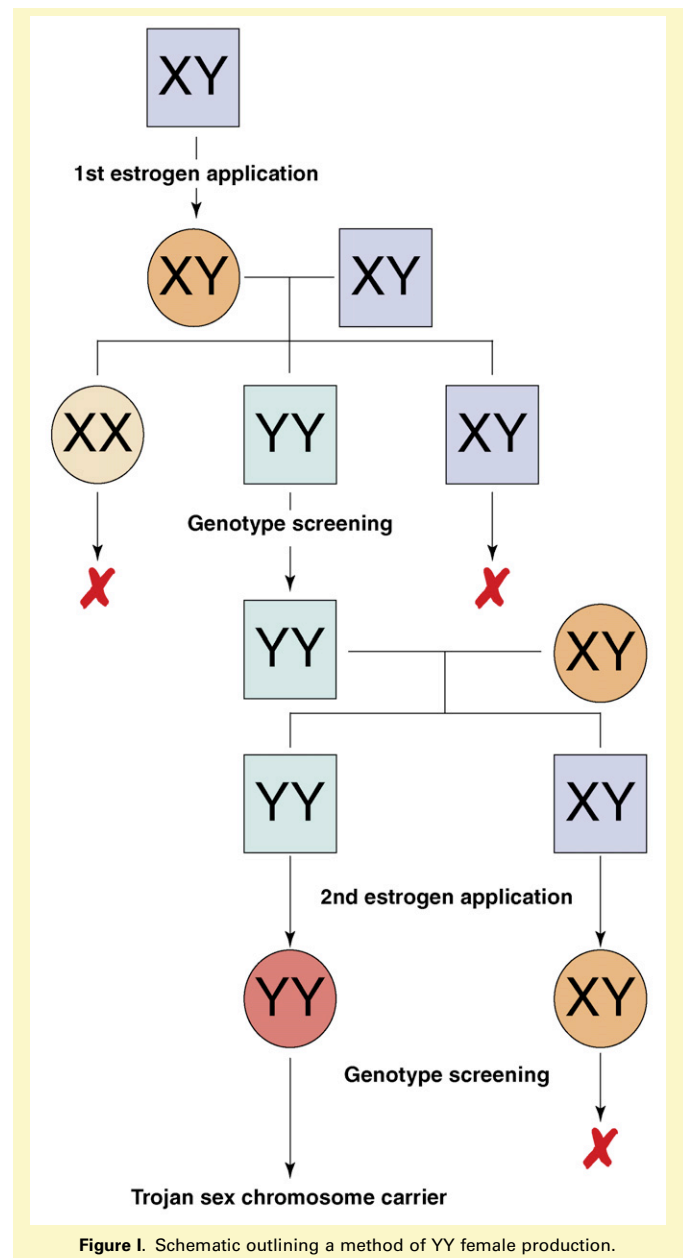 XY
1st estrogen application
XY XY
XX YY XY
Genotype screening
✘ ✘
YY XY
YY XY
2nd estrogen application
YY XY
Genotype screening
✘
Trojan sex chromosome carrier
Figure I. Schematic outlining a method of YY female production.